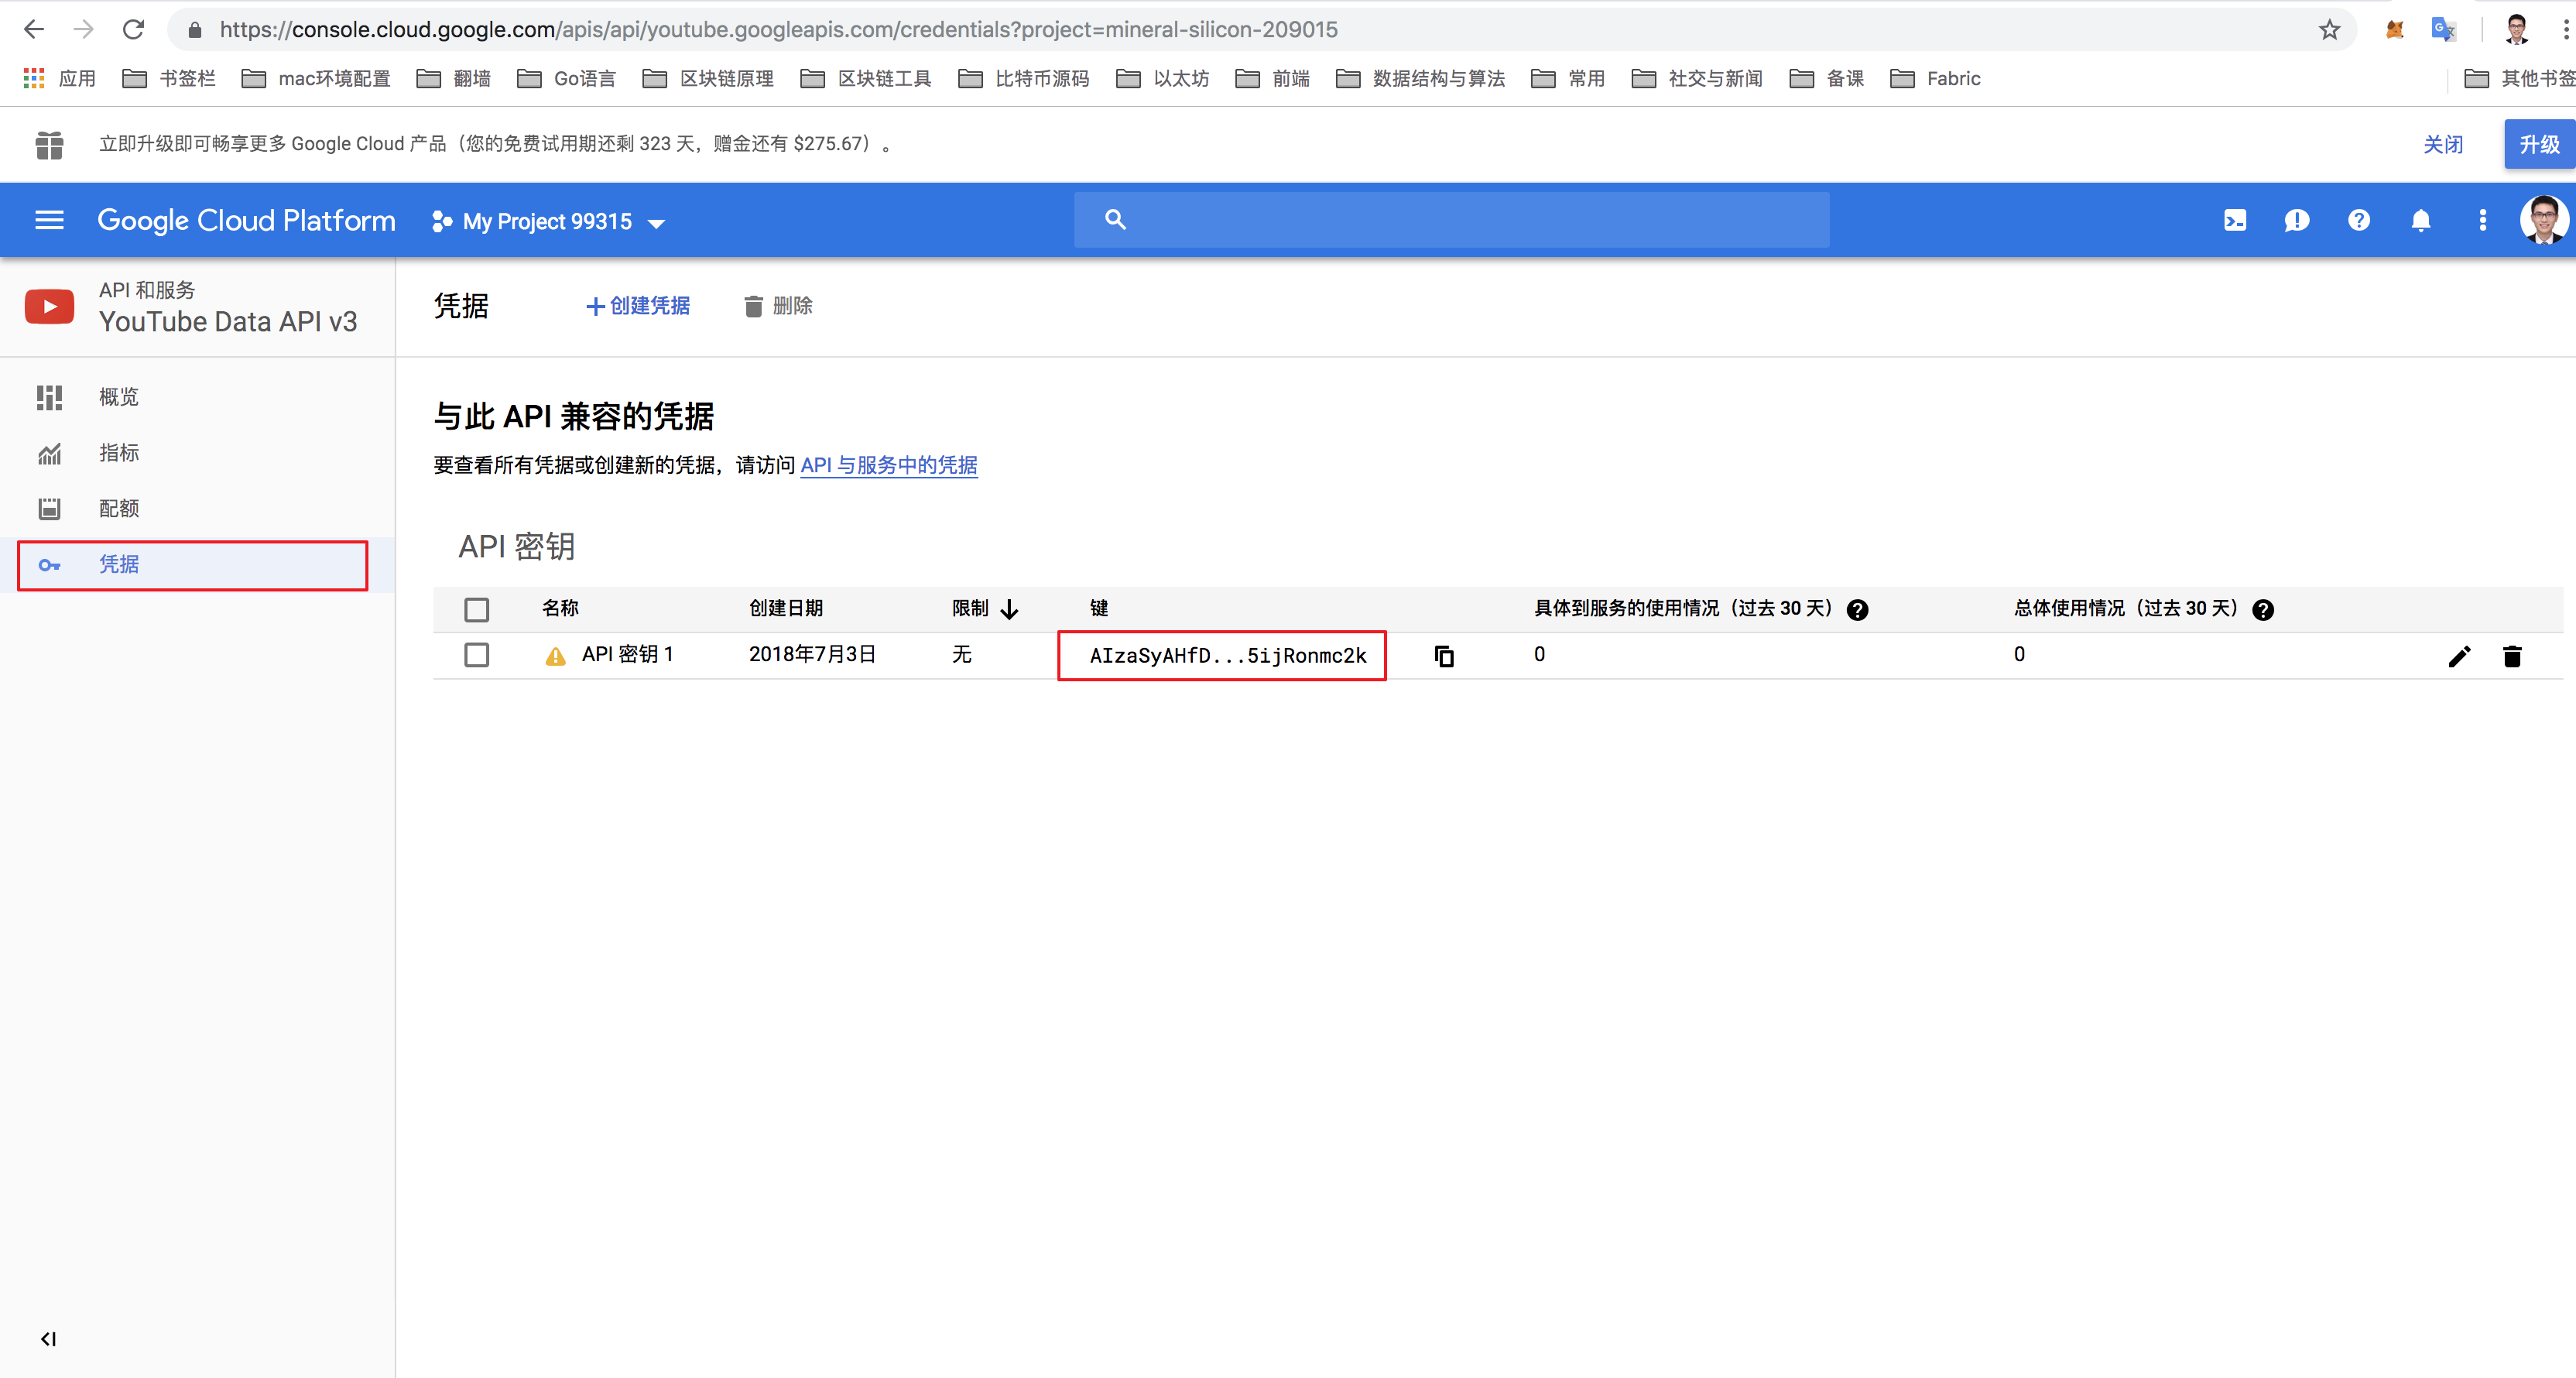 https://console.cloud.google.com/apis/api/youtube.googleapis.com/credentials?project=mineral-silicon-209015
应用 书签栏 mac环境配置 翻墙 Go语言 区块链原理 区块链工具 比特币源码 以太坊 前端 数据结构与算法 常用 社交与新闻 备课 Fabric 其他书签
立即升级即可畅享更多 Google Cloud 产品（您的免费试用期还剩 323 天，赠金还有 $275.67）。 关闭 升级
Google Cloud Platform My Project 99315
API 和服务
YouTube Data API v3
凭据 创建凭据 删除
概览
指标
配额
凭据
与此 API 兼容的凭据
要查看所有凭据或创建新的凭据，请访问 API 与服务中的凭据
API 密钥
名称 创建日期 限制 键 具体到服务的使用情况（过去 30 天） 总体使用情况（过去 30 天）
API 密钥 1 2018年7月3日 无 AIzaSyAHfD...5ijRonmc2k 0 0